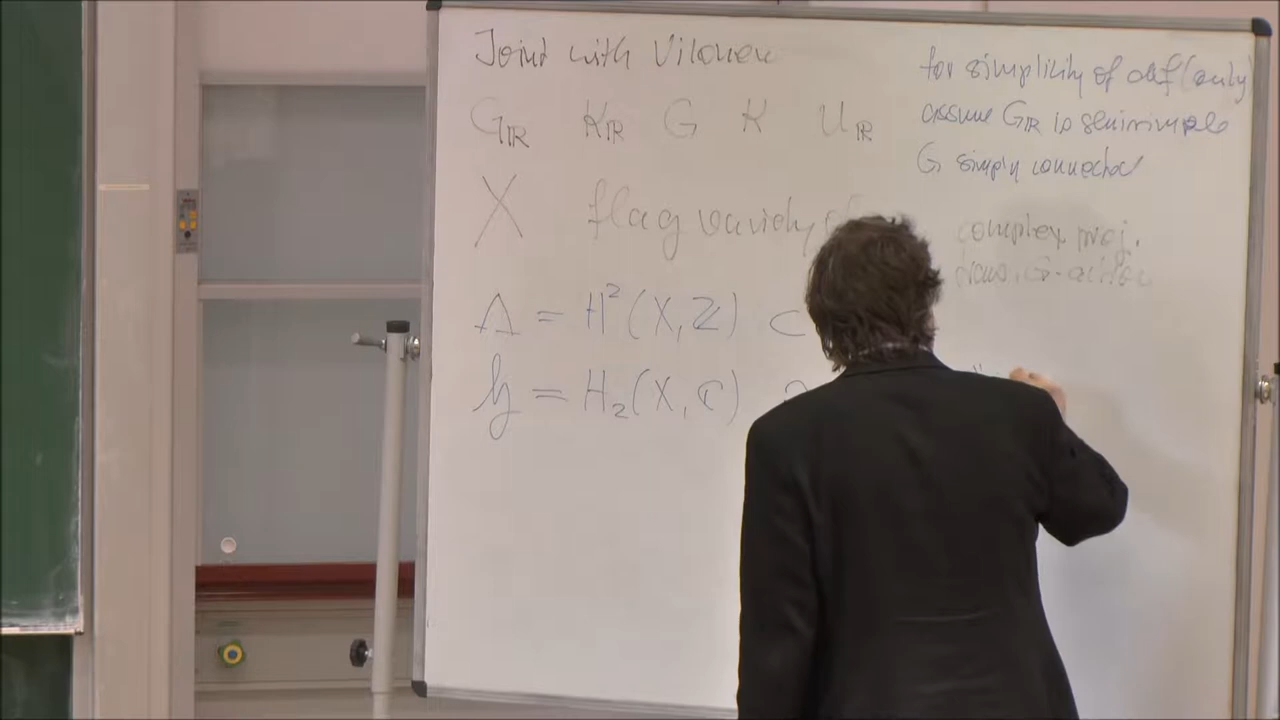 Joint with Vilonen
for simplicity of def (only)
assume G_ℝ is semisimple
G simply connected
G_ℝ K_ℝ G K U_ℝ
X flag variety
complex proj.
Λ = H²(X, ℤ) ⊂
𝔥 = H₂(X, ℂ)